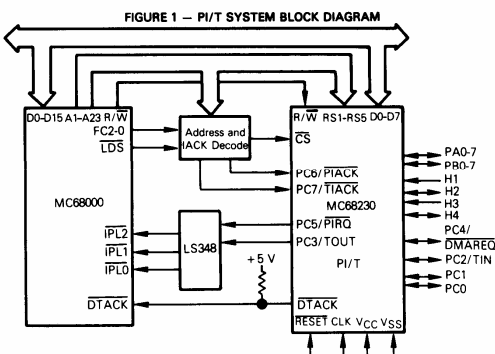 FIGURE 1 — PI/T SYSTEM BLOCK DIAGRAM
D0-D15 A1-A23 R/W
FC2-0
LDS
MC68000
IPL2
IPL1
IPL0
DTACK
Address and
IACK Decode
LS348
+5 V
R/W RS1-RS5 D0-D7
CS
PC6/PIACK
PC7/TIACK
MC68230
PC5/PIRQ
PC3/TOUT
PI/T
DTACK
RESET CLK VCC VSS
PA0-7
PB0-7
H1
H2
H3
H4
PC4/
DMAREQ
PC2/TIN
PC1
PC0